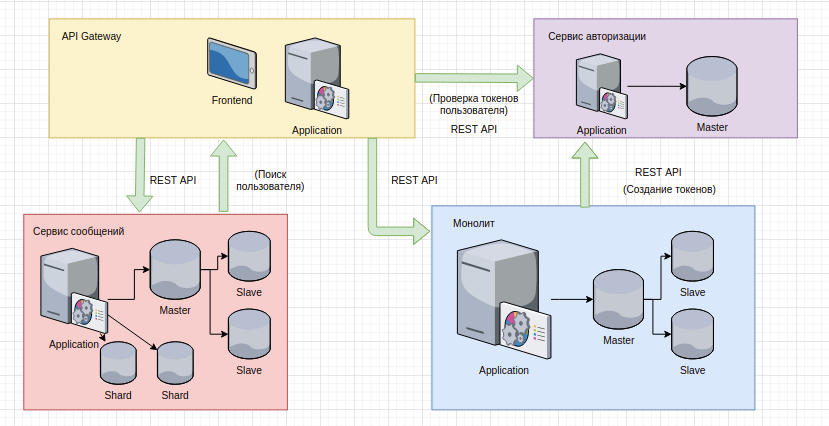 API Gateway
Frontend
Application
(Проверка токенов
пользователя)
REST API
Сервис авторизации
Application
Master
REST API
(Поиск
пользователя)
REST API
REST API
(Создание токенов)
Сервис сообщений
Application
Master
Slave
Slave
Shard
Shard
Монолит
Application
Master
Slave
Slave